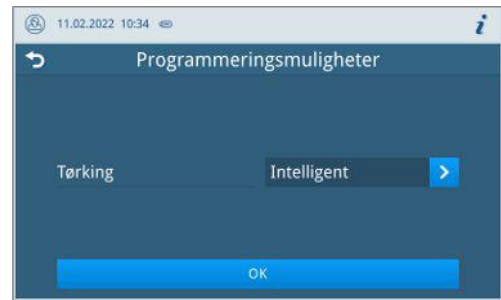 11.02.2022 10:34
i
Programmeringsmuligheter
Tørking Intelligent
OK